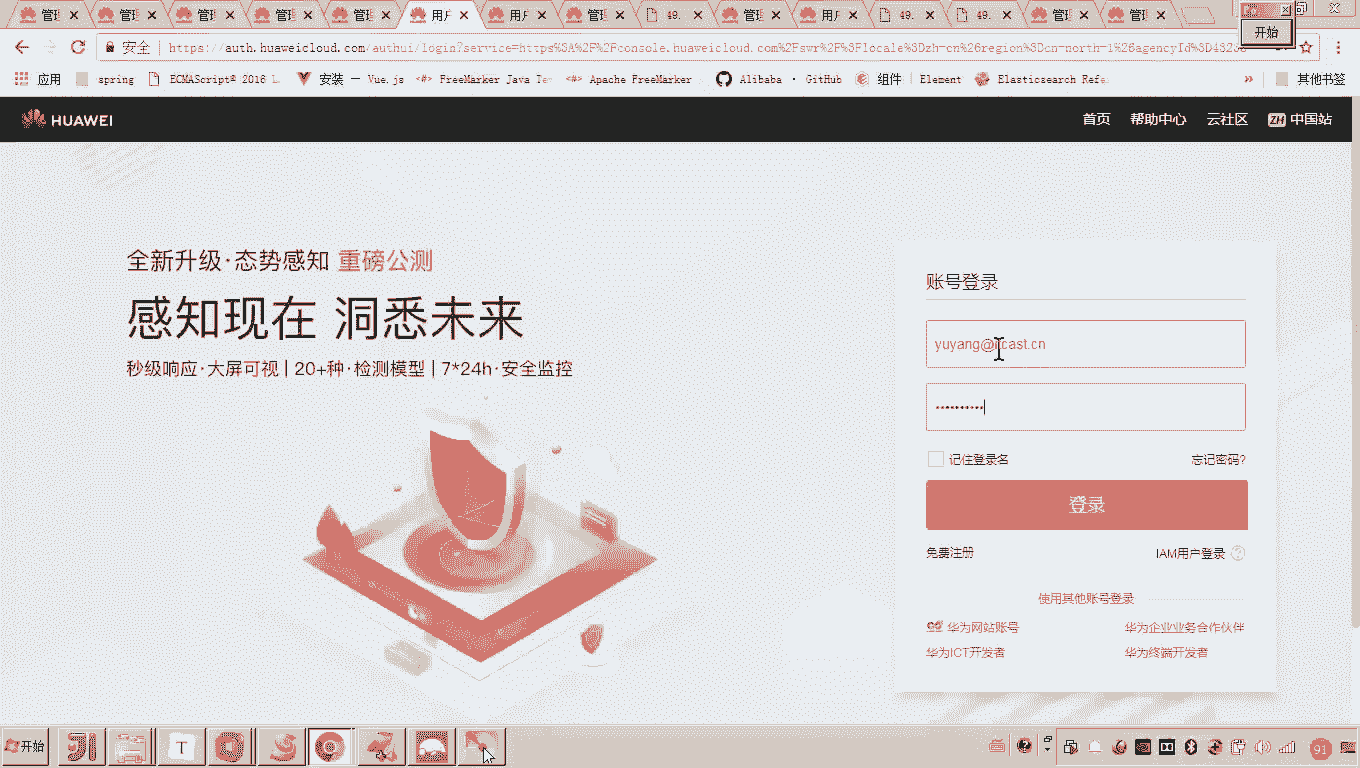 管理 管理 管理 管理 管理 用户 用户 管理 49. 管理 用户 49. 49. 管理 管理
开始
安全 https://auth.huaweicloud.com/authui/login?service=https%3A%2F%2Fconsole.huaweicloud.com%2Fswr%2F%3Flocale%3Dzh-cn%26region%3Dcn-north-1%26agencyId%3D43238
应用 spring ECMAScript® 2016 L 安装 — Vue.js FreeMarker Java Te Apache FreeMarker Alibaba · GitHub 组件 | Element Elasticsearch Refe » 其他书签
HUAWEI 首页 帮助中心 云社区 ZH 中国站
全新升级·态势感知 重磅公测
感知现在 洞悉未来
秒级响应·大屏可视 | 20+种·检测模型 | 7*24h·安全监控
账号登录
记住登录名 忘记密码?
登录
免费注册 IAM用户登录 ?
使用其他账号登录
华为网站账号 华为企业业务合作伙伴
华为ICT开发者 华为终端开发者
开始 T 91